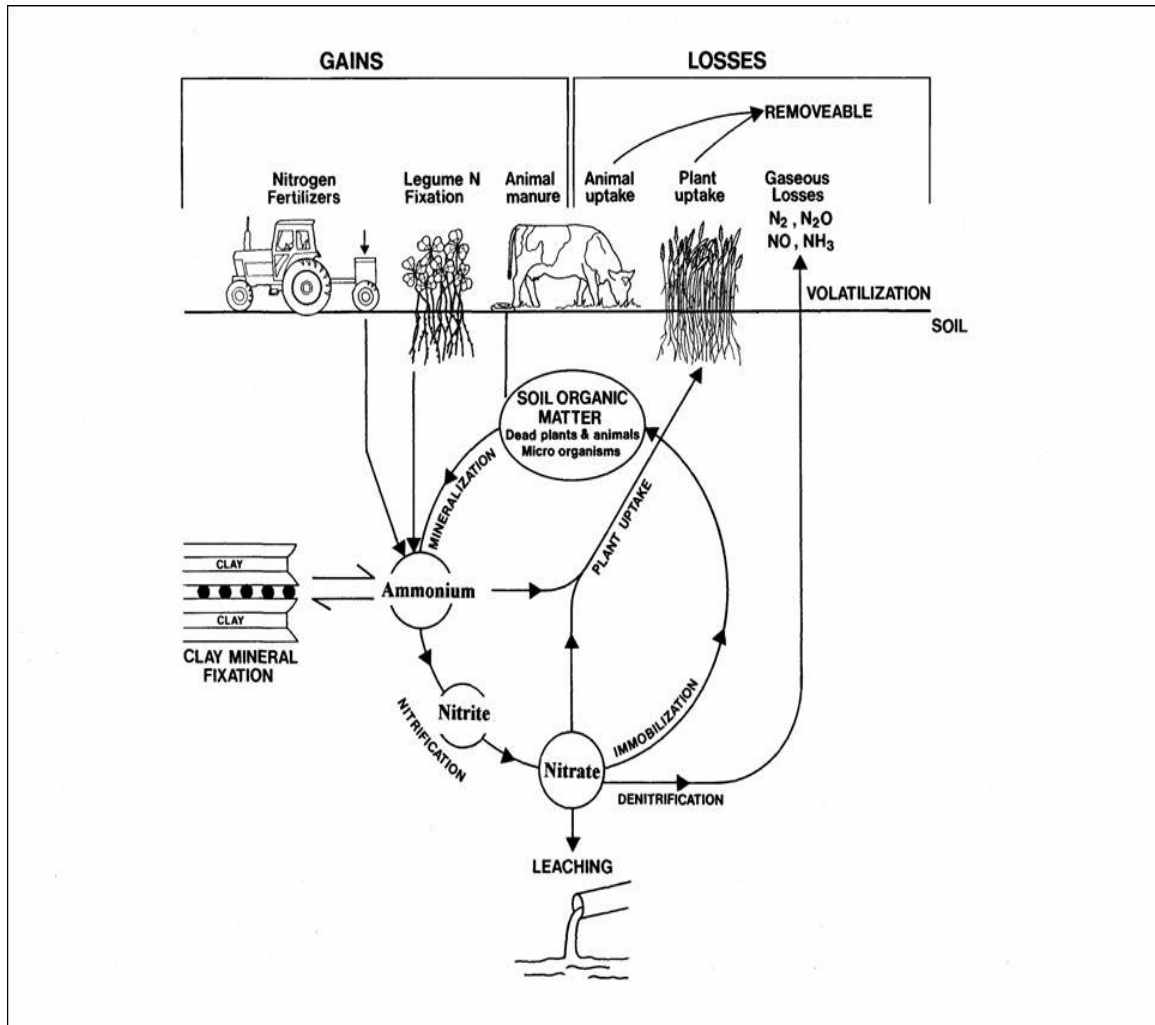 GAINS
LOSSES
REMOVEABLE
Nitrogen
Fertilizers
Legume N
Fixation
Animal
manure
Animal
uptake
Plant
uptake
Gaseous
Losses
N₂ , N₂O
NO , NH₃
VOLATILIZATION
SOIL
SOIL ORGANIC
MATTER
Dead plants & animals
Micro organisms
MINERALIZATION
PLANT UPTAKE
CLAY
Ammonium
CLAY
CLAY MINERAL
FIXATION
Nitrite
NITRIFICATION
Nitrate
IMMOBILIZATION
DENITRIFICATION
LEACHING